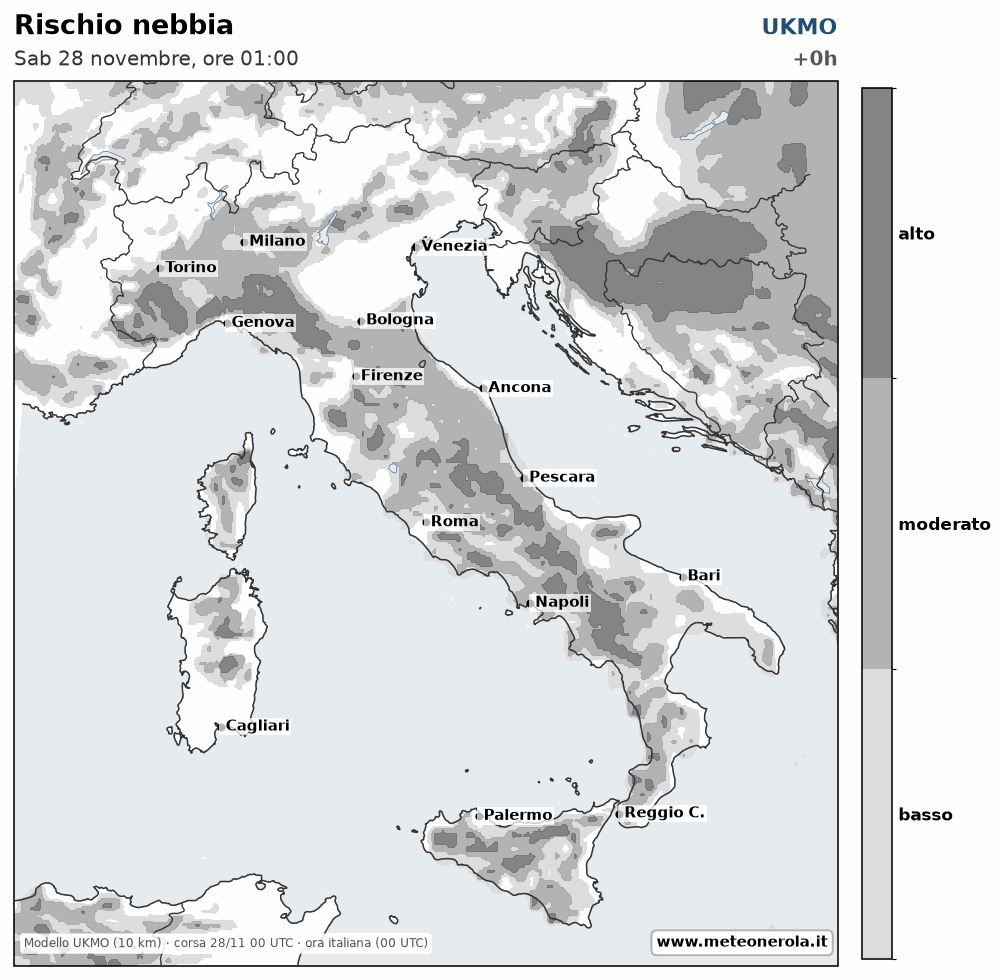 Rischio nebbia
UKMO
Sab 28 novembre, ore 01:00
+0h
alto
Milano
Venezia
Torino
Bologna
Genova
Firenze
Ancona
Pescara
Roma
moderato
Bari
Napoli
Cagliari
Reggio C.
Palermo
basso
Modello UKMO (10 km) · corsa 28/11 00 UTC · ora italiana (00 UTC)
www.meteonerola.it